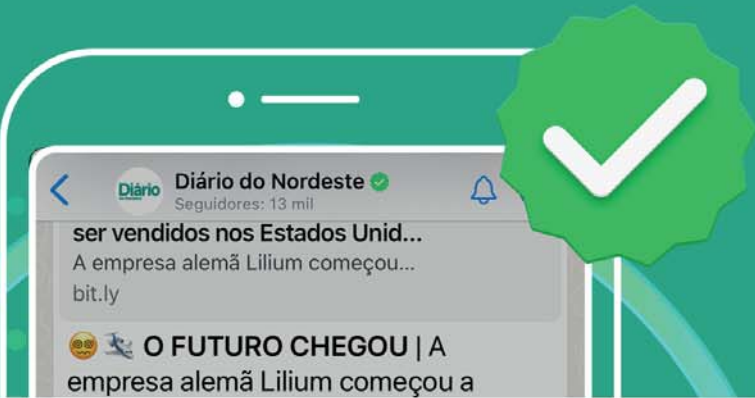 Diário
Diário do Nordeste
Seguidores: 13 mil
ser vendidos nos Estados Unid...
A empresa alemã Lilium começou...
bit.ly
😵‍💫 O FUTURO CHEGOU | A
empresa alemã Lilium começou a